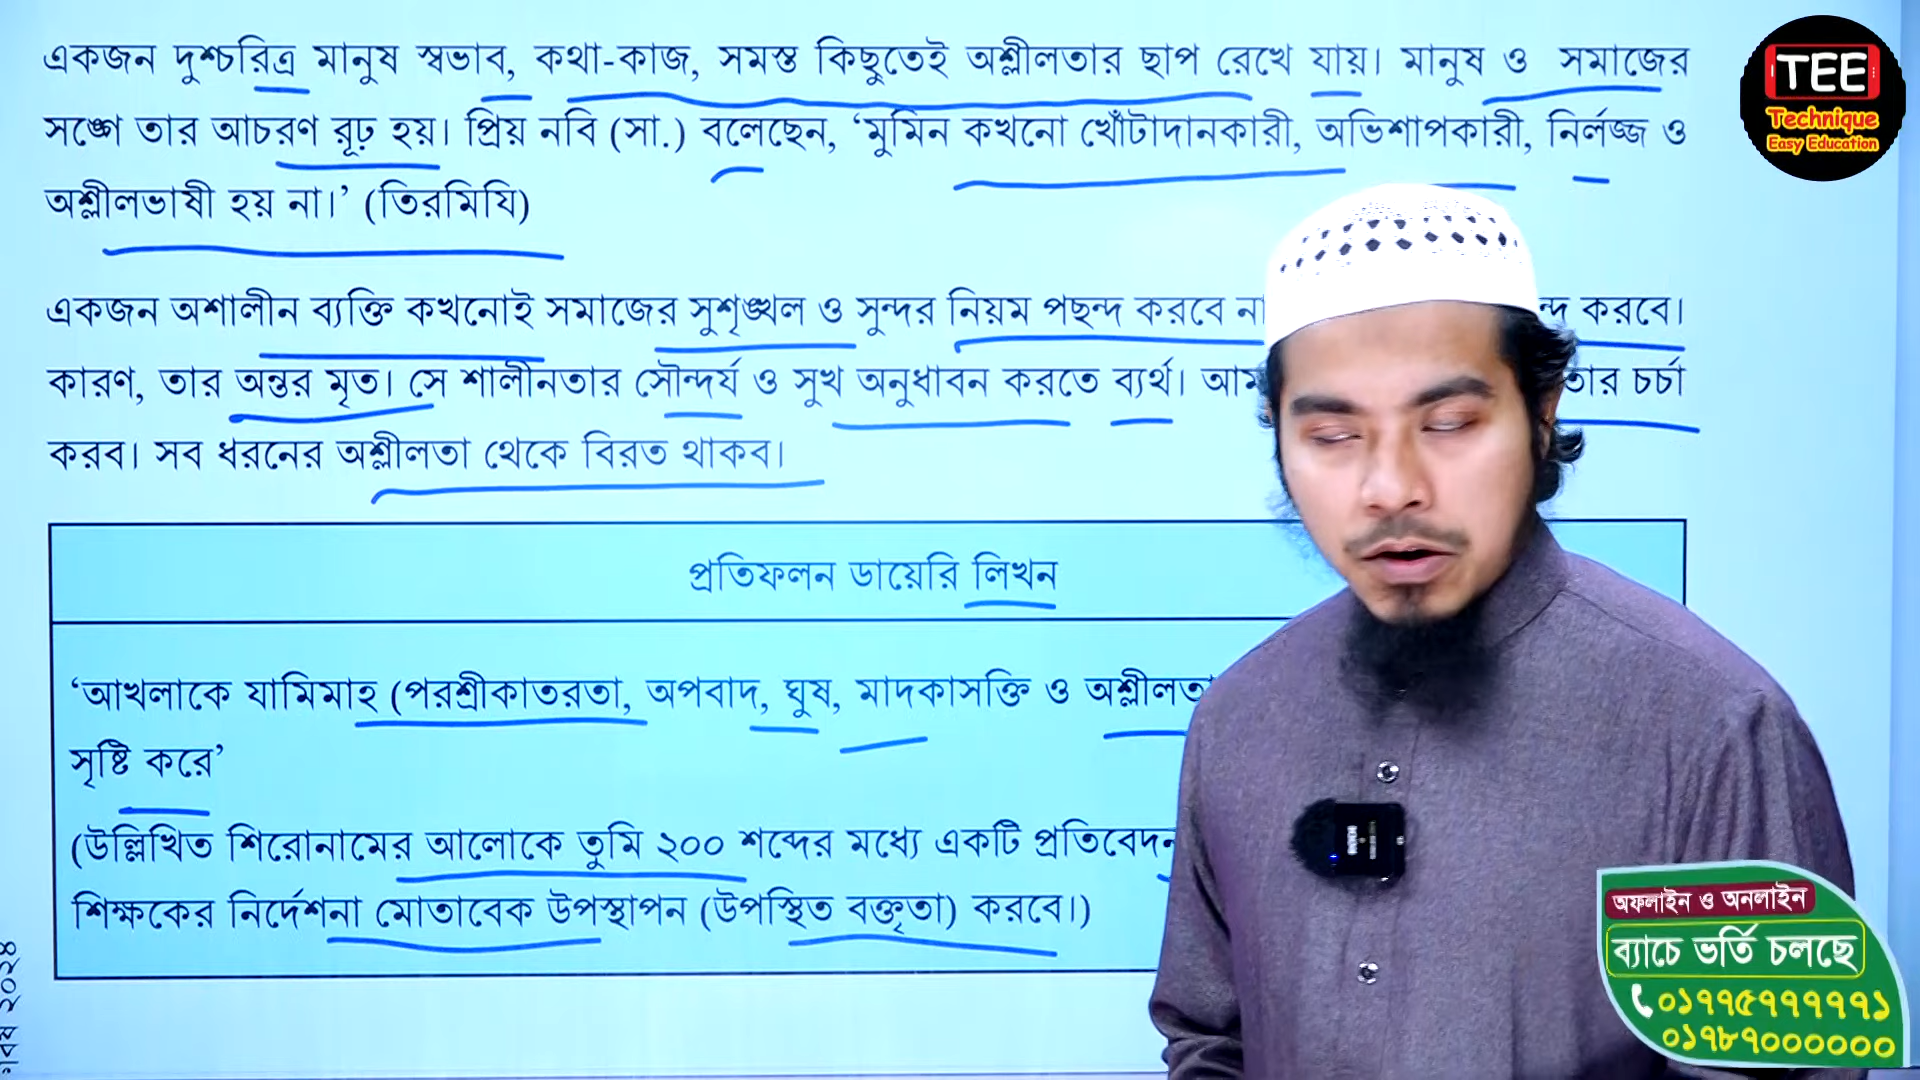 একজন দুশ্চরিত্র মানুষ স্বভাব, কথা-কাজ, সমস্ত কিছুতেই অশ্লীলতার ছাপ রেখে যায়। মানুষ ও সমাজের
সঙ্গে তার আচরণ রূঢ় হয়। প্রিয় নবি (সা.) বলেছেন, ‘মুমিন কখনো খোঁটাদানকারী, অভিশাপকারী, নির্লজ্জ ও
অশ্লীলভাষী হয় না।’ (তিরমিযি)
একজন অশালীন ব্যক্তি কখনোই সমাজের সুশৃঙ্খল ও সুন্দর নিয়ম পছন্দ করবে না করবে।
কারণ, তার অন্তর মৃত। সে শালীনতার সৌন্দর্য ও সুখ অনুধাবন করতে ব্যর্থ। চর্চা
করব। সব ধরনের অশ্লীলতা থেকে বিরত থাকব।
প্রতিফলন ডায়েরি লিখন
‘আখলাকে যামিমাহ (পরশ্রীকাতরতা, অপবাদ, ঘুষ, মাদকাসক্তি ও অশ্লীলতা
সৃষ্টি করে’
(উল্লিখিত শিরোনামের আলোকে তুমি ২০০ শব্দের মধ্যে একটি প্রতিবেদন
শিক্ষকের নির্দেশনা মোতাবেক উপস্থাপন (উপস্থিত বক্তৃতা) করবে।)
২০২৪
TEE
Technique
Easy Education
অফলাইন ও অনলাইন
ব্যাচে ভর্তি চলছে
০১৭৭৫৭৭৭৭৭১
০১৭৮৭০০০০০০